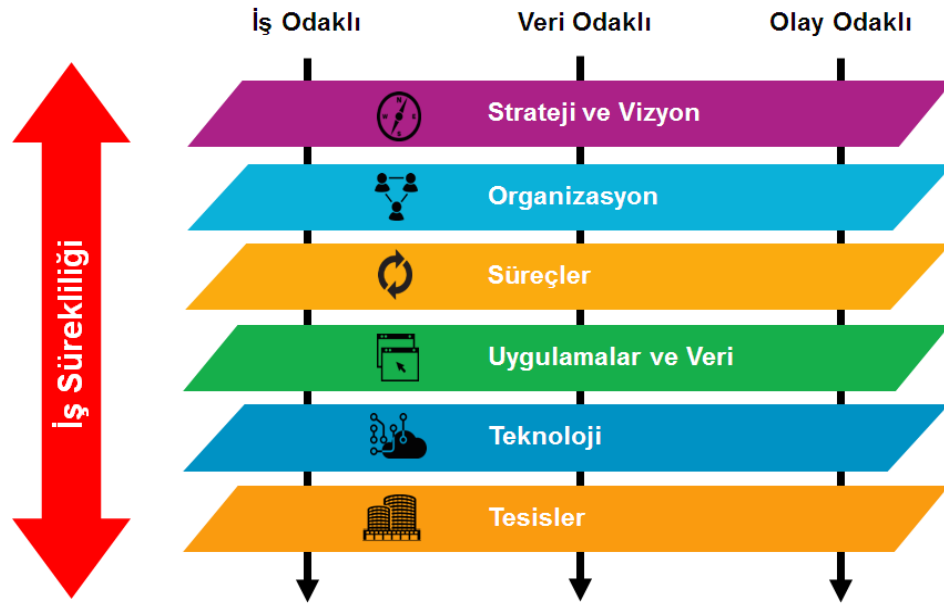 İş Odaklı
Veri Odaklı
Olay Odaklı
İş Sürekliliği
Strateji ve Vizyon
Organizasyon
Süreçler
Uygulamalar ve Veri
Teknoloji
Tesisler